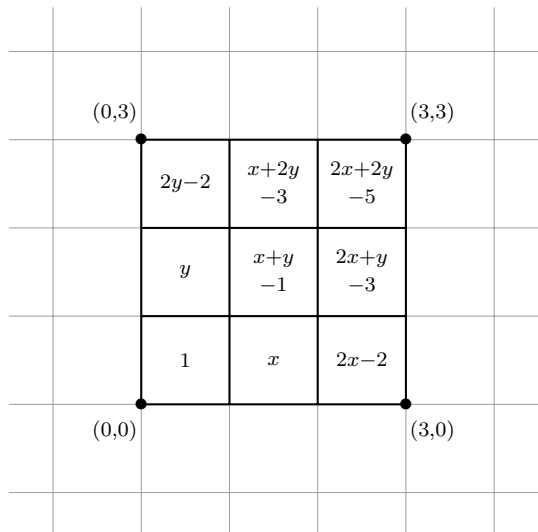 (0,3) (3,3)
2y−2 x+2y 2x+2y
−3 −5
y x+y 2x+y
−1 −3
1 x 2x−2
(0,0) (3,0)